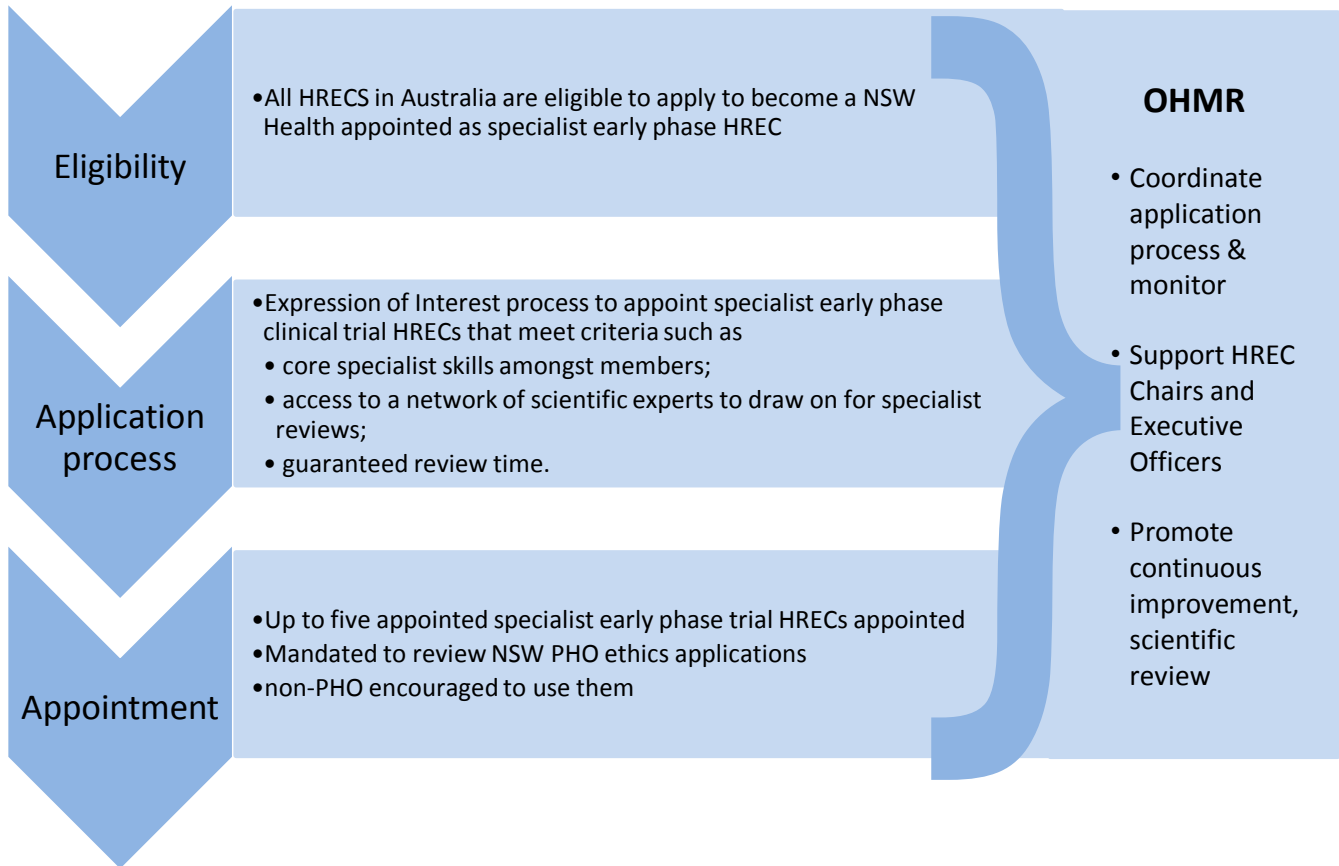 Eligibility
•All HRECS in Australia are eligible to apply to become a NSW
Health appointed as specialist early phase HREC
Application
process
•Expression of Interest process to appoint specialist early phase
clinical trial HRECs that meet criteria such as
• core specialist skills amongst members;
• access to a network of scientific experts to draw on for specialist
reviews;
• guaranteed review time.
Appointment
•Up to five appointed specialist early phase trial HRECs appointed
•Mandated to review NSW PHO ethics applications
•non-PHO encouraged to use them
OHMR
• Coordinate
application
process &
monitor
• Support HREC
Chairs and
Executive
Officers
• Promote
continuous
improvement,
scientific
review